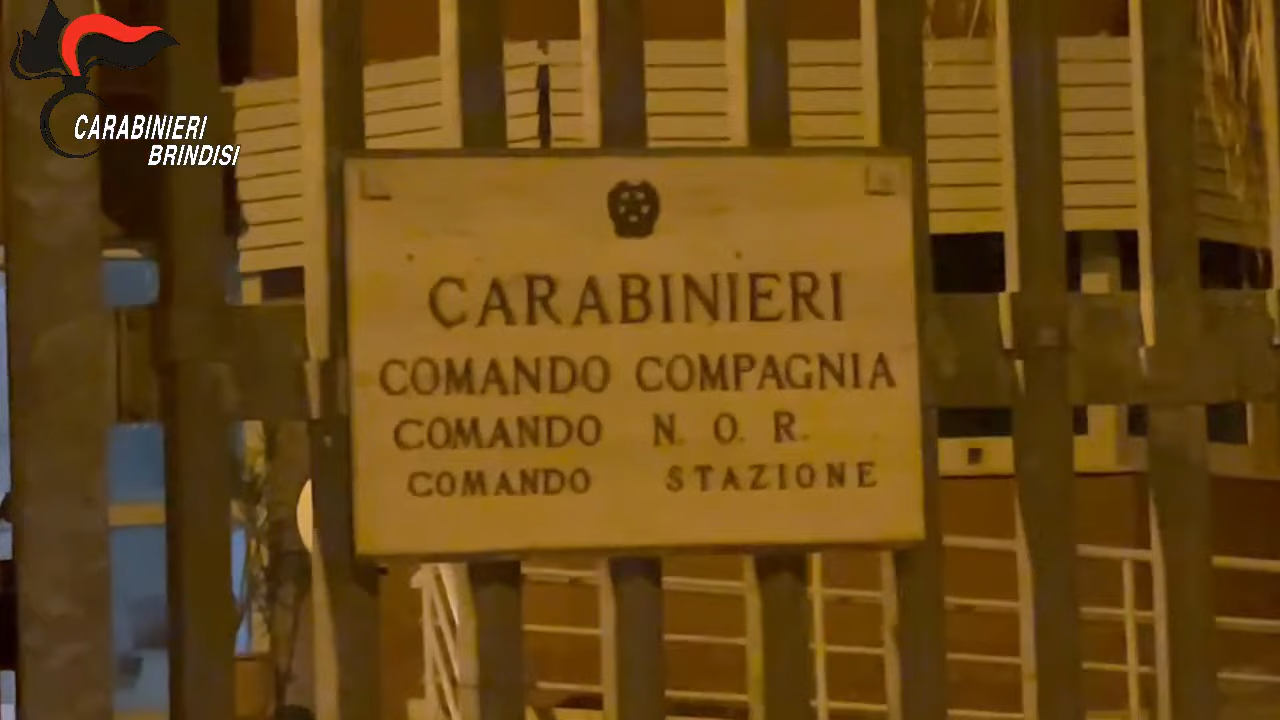 CARABINIERI
BRINDISI
CARABINIERI
COMANDO COMPAGNIA
COMANDO N. O. R.
COMANDO STAZIONE